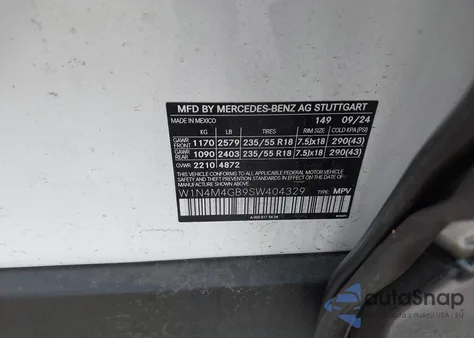 MFD BY MERCEDES-BENZ AG STUTTGART
MADE IN MEXICO 149 09/24
KG LB TIRES RIM SIZE COLD KPA(PSI)
GAWR FRONT 1170 2579 235/55 R18 7.5Jx18 290(43)
GAWR REAR 1090 2403 235/55 R18 7.5Jx18 290(43)
GVWR 2210 4872
THIS VEHICLE CONFORMS TO ALL APPLICABLE U.S. FEDERAL MOTOR VEHICLE SAFETY AND THEFT PREVENTION STANDARDS IN EFFECT ON THE DATE OF MANUFACTURE SHOWN ABOVE.
W1N4M4GB9SW404329 TYPE: MPV
autoSnap